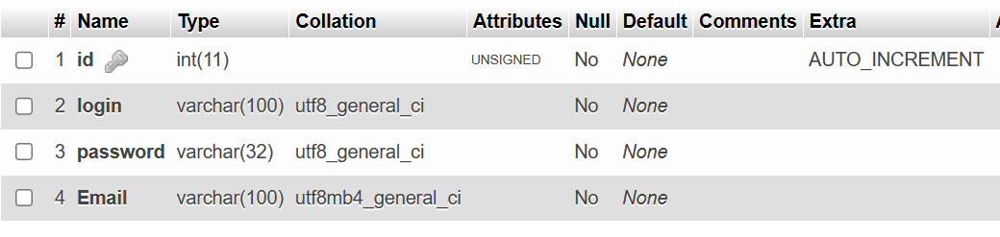 # Name Type Collation Attributes Null Default Comments Extra
1 id int(11) UNSIGNED No None AUTO_INCREMENT
2 login varchar(100) utf8_general_ci No None
3 password varchar(32) utf8_general_ci No None
4 Email varchar(100) utf8mb4_general_ci No None